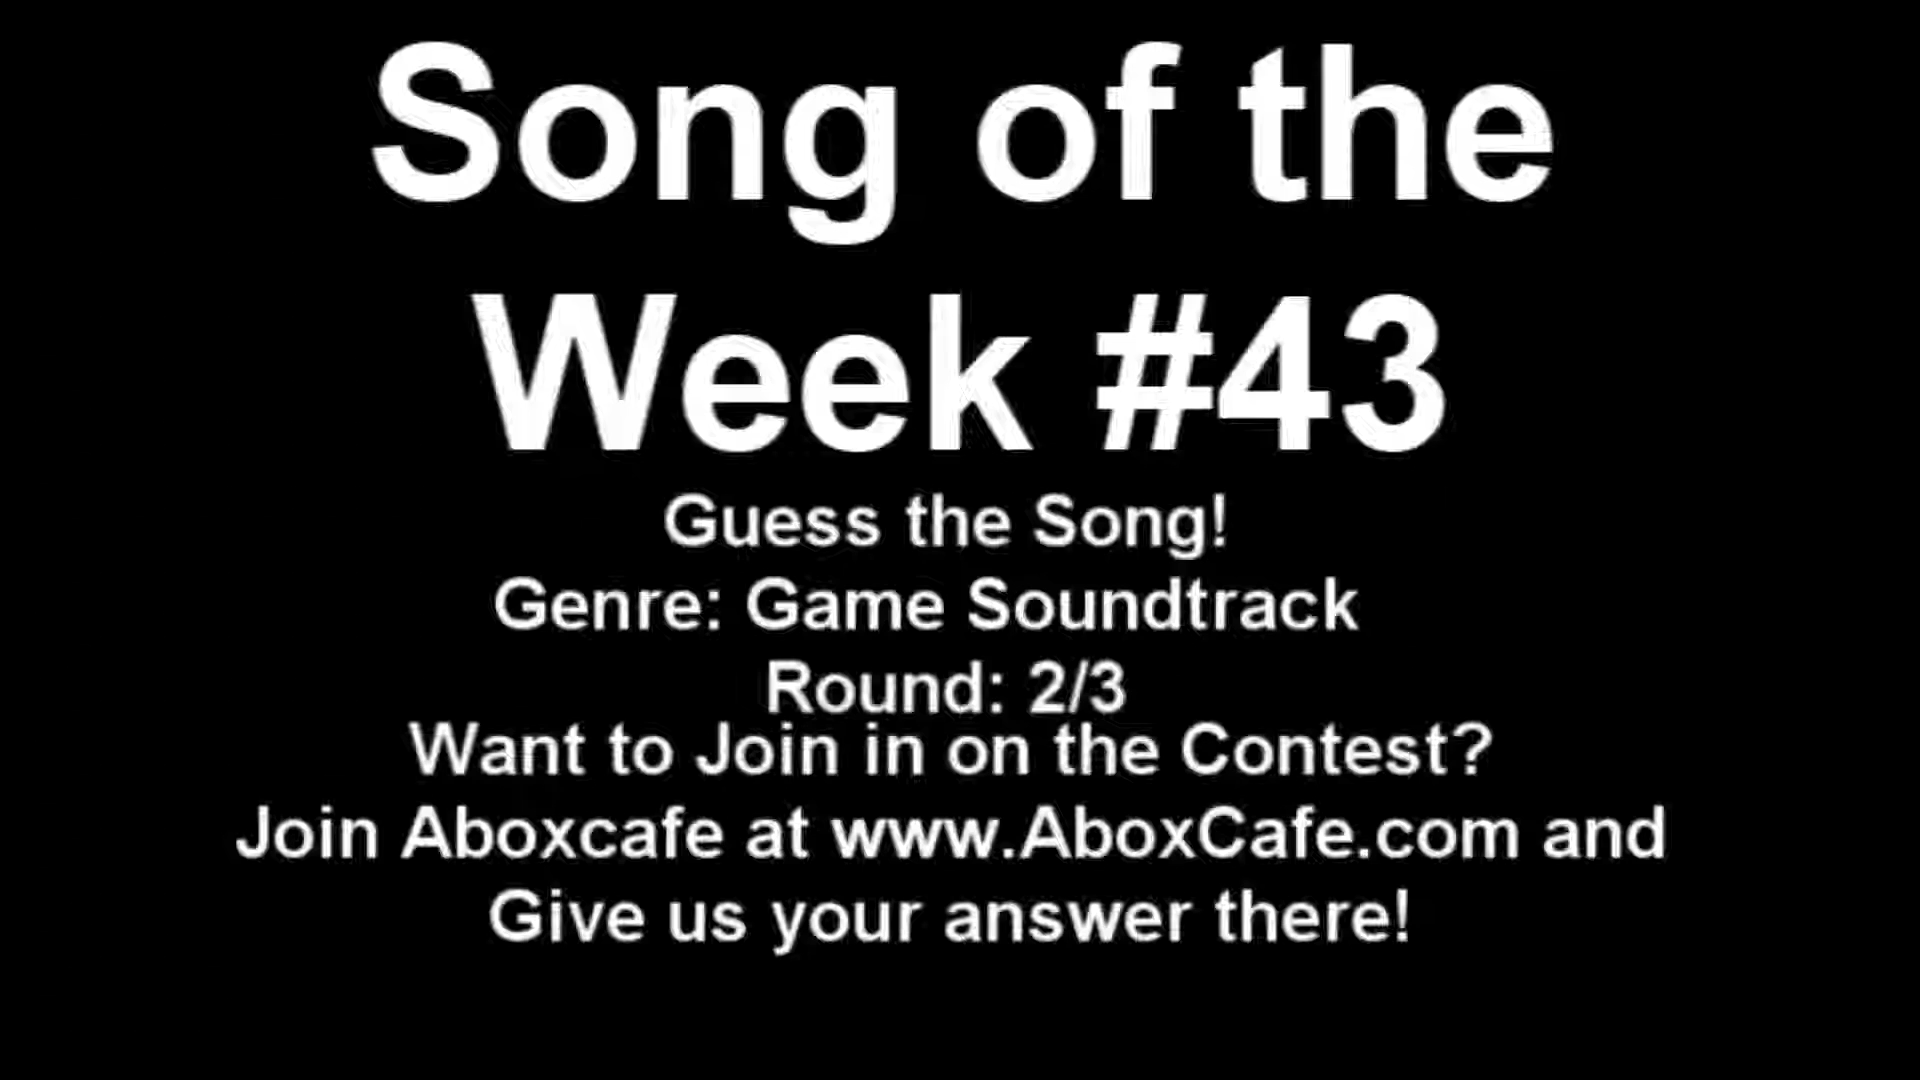 Song of the
Week #43
Guess the Song!
Genre: Game Soundtrack
Round: 2/3
Want to Join in on the Contest?
Join Aboxcafe at www.AboxCafe.com and
Give us your answer there!